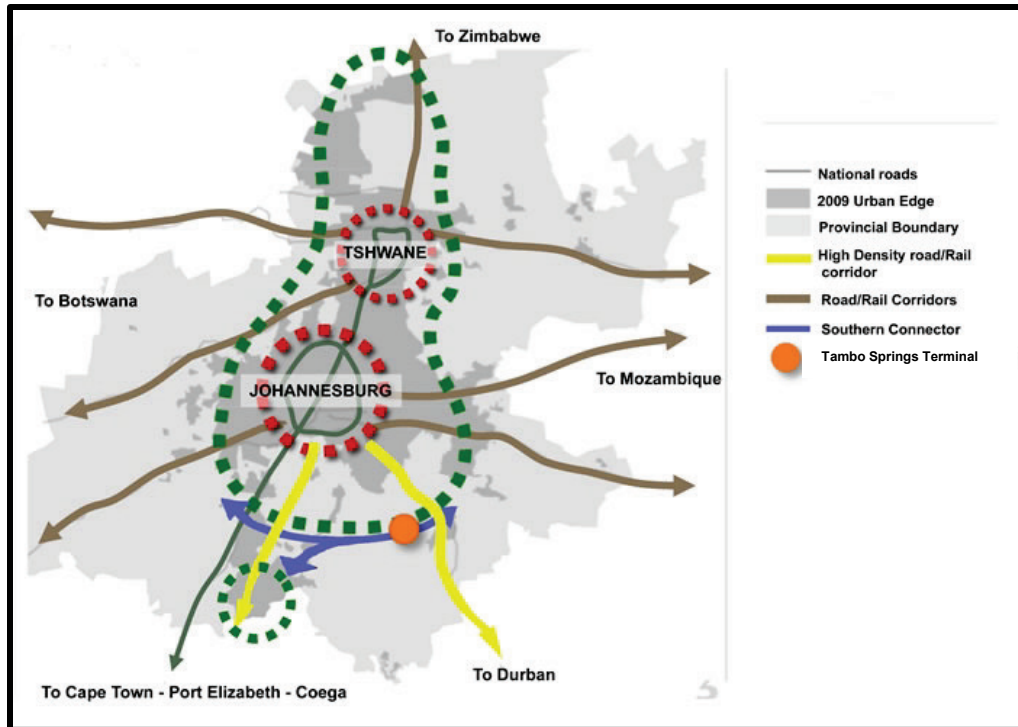 To Zimbabwe
National roads
2009 Urban Edge
Provincial Boundary
High Density road/Rail
corridor
Road/Rail Corridors
Southern Connector
Tambo Springs Terminal
TSHWANE
To Botswana
To Mozambique
JOHANNESBURG
To Durban
To Cape Town - Port Elizabeth - Coega